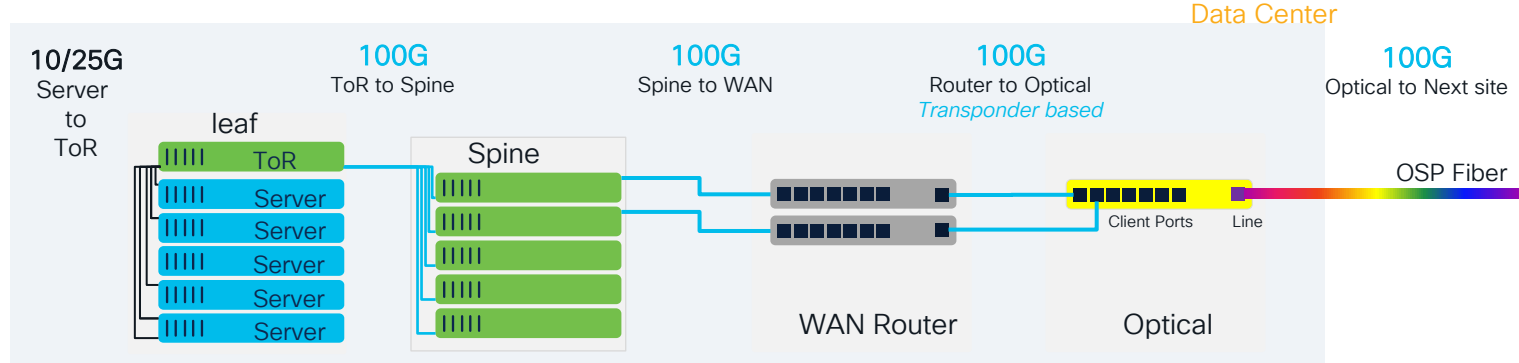 Data Center
10/25G
Server
to
ToR
100G
ToR to Spine
100G
Spine to WAN
100G
Router to Optical
Transponder based
100G
Optical to Next site
leaf
ToR
Server
Server
Server
Server
Server
Spine
Client Ports
Line
OSP Fiber
WAN Router
Optical